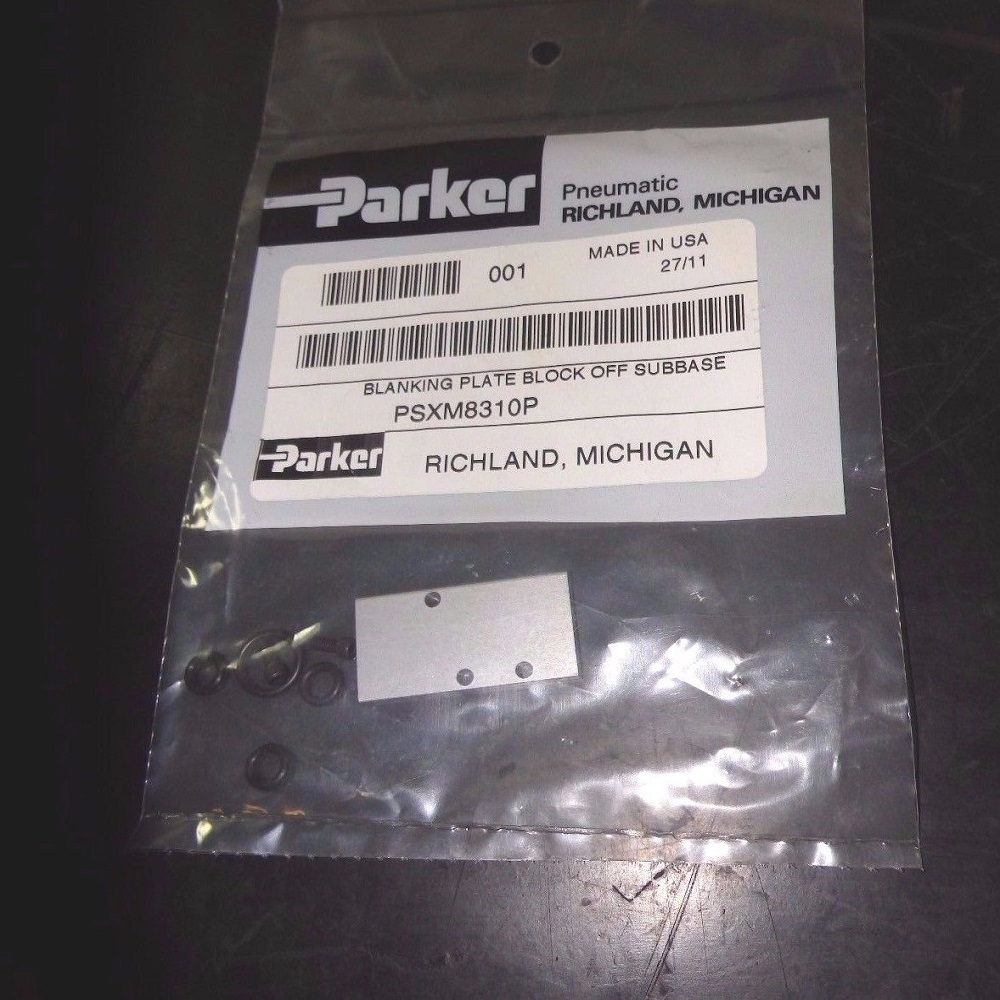 Parker
Pneumatic
RICHLAND, MICHIGAN
001
MADE IN USA
27/11
BLANKING PLATE BLOCK OFF SUBBASE
PSXM8310P
Parker
RICHLAND, MICHIGAN